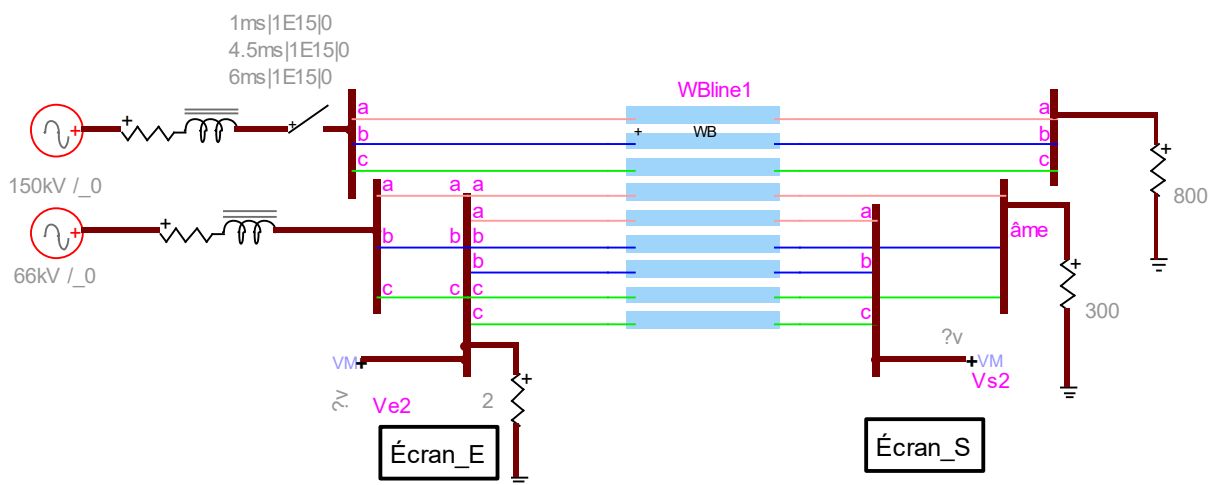 1ms|1E15|0
4.5ms|1E15|0
6ms|1E15|0
WBline1
a a
+ WB
b b
c c
150kV /_0
800
a a a
a a
âme
b b b
b b
66kV /_0
c c c
c c
300
?v
VM
?v
VM
Vs2
Ve2
2
Écran_E
Écran_S